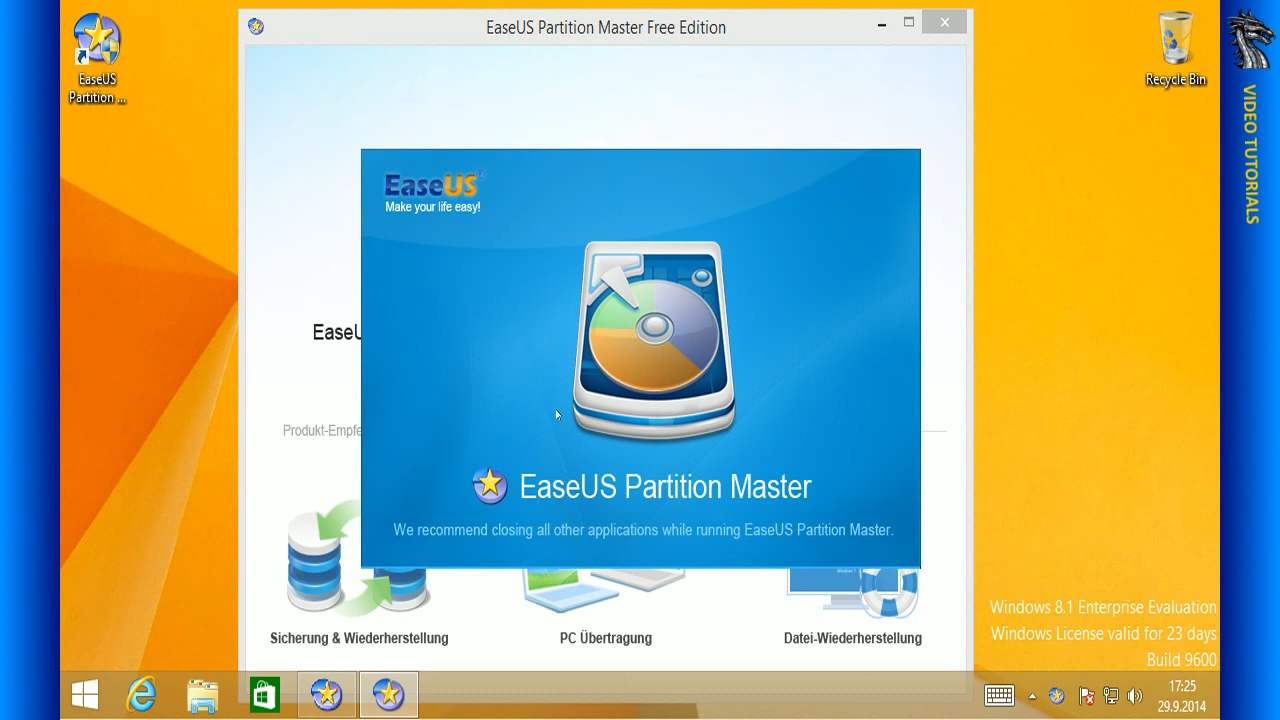 EaseUS
Partition ...
EaseUS Partition Master Free Edition
Recycle Bin
VIDEO TUTORIALS
EaseUS
Make your life easy!
EaseU
Produkt-Empfe
EaseUS Partition Master
We recommend closing all other applications while running EaseUS Partition Master.
Sicherung & Wiederherstellung
PC Übertragung
Datei-Wiederherstellung
Windows 8.1 Enterprise Evaluation
Windows License valid for 23 days
Build 9600
17:25
29.9.2014